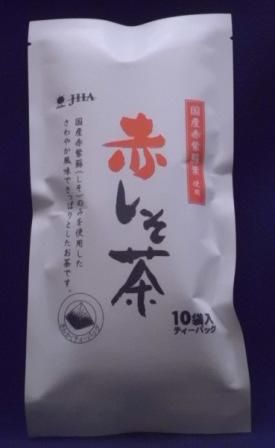 JHA
国産赤紫蘇葉使用
赤しそ茶
国産赤紫蘇(しそ)のみを使用した
さわやか風味でさっぱりとしたお茶です。
10袋入
ティーバッグ